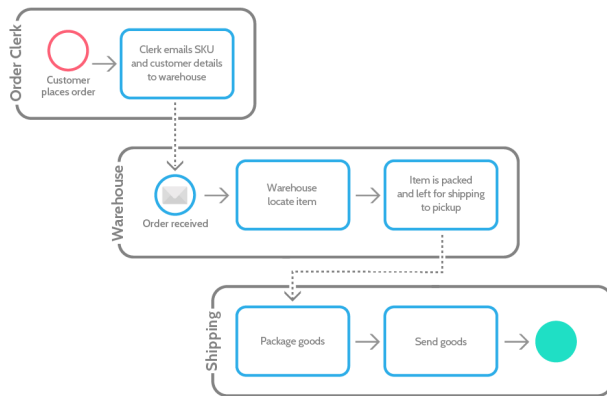 Order Clerk
Customer
places order
Clerk emails SKU
and customer details
to warehouse
Warehouse
Order received
Warehouse
locate item
Item is packed
and left for shipping
to pickup
Shipping
Package goods
Send goods